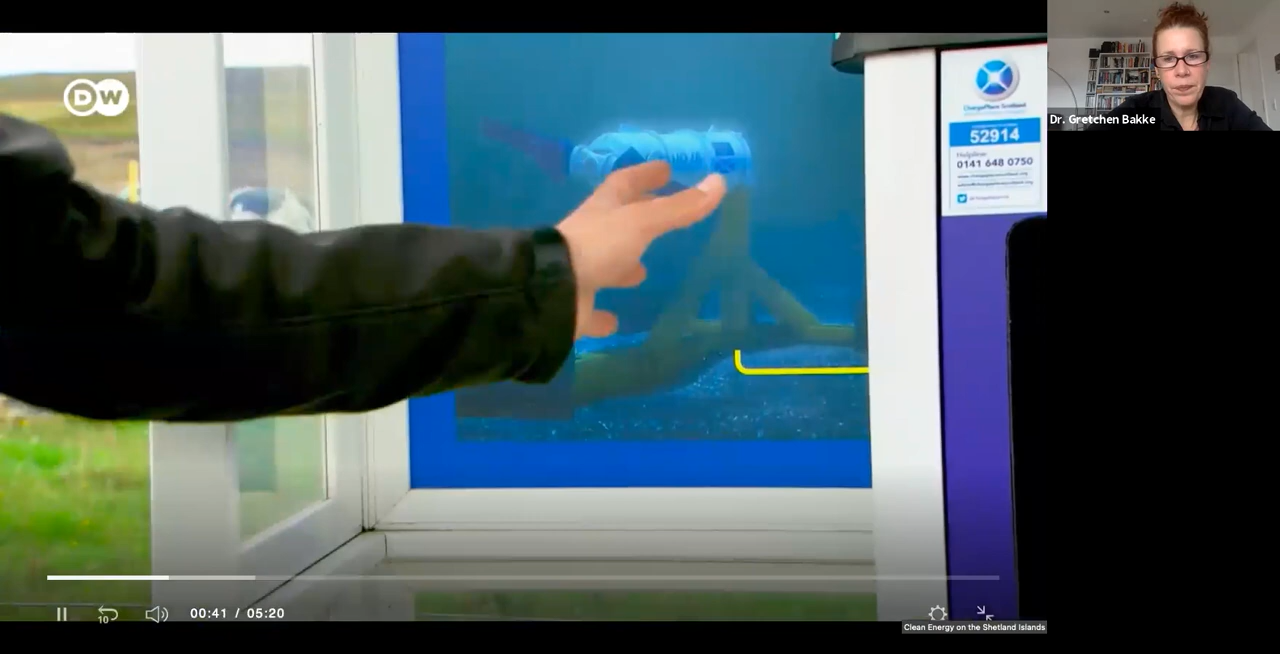 DW
ChargePlace Scotland
52914
Helpline:
0141 648 0750
00:41 / 05:20
10
Clean Energy on the Shetland Islands
Dr. Gretchen Bakke